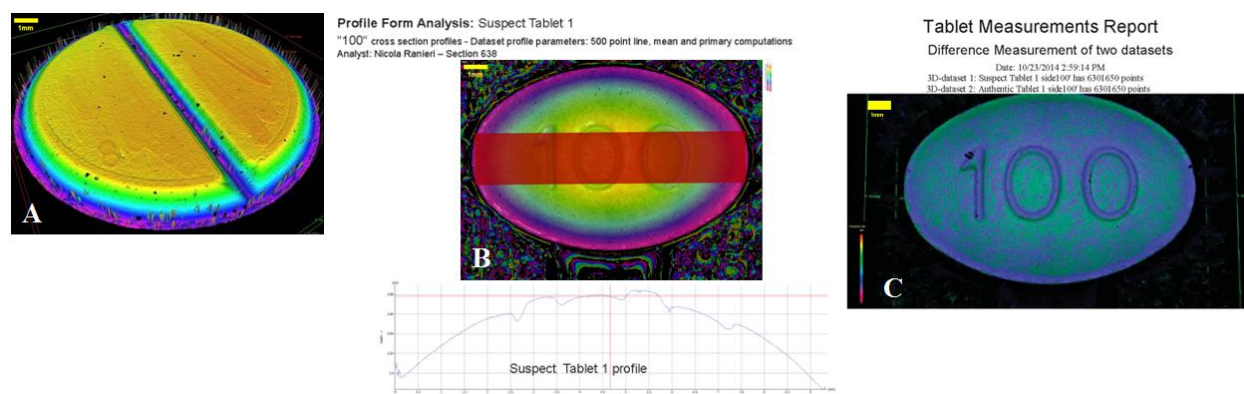 1mm
A
Profile Form Analysis: Suspect Tablet 1
"100" cross section profiles - Dataset profile parameters: 500 point line, mean and primary computations
Analyst: Nicola Ranieri – Section 638
1mm
B
Suspect Tablet 1 profile
Tablet Measurements Report
Difference Measurement of two datasets
Date: 10/23/2014 2:59:14 PM
3D-dataset 1: Suspect Tablet 1 side100' has 6301650 points
3D-dataset 2: Authentic Tablet 1 side100' has 6301650 points
1mm
100
C